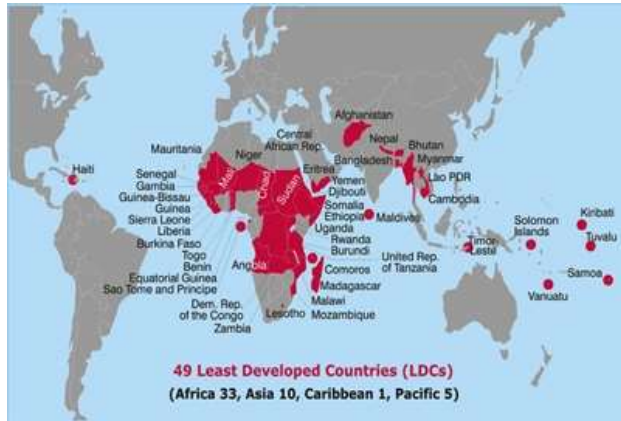 Afghanistan
Central
African Rep.
Nepal
Bhutan
Mauritania
Niger
Bangladesh
Myanmar
Haiti
Senegal
Mali
Chad
Sudan
Eritrea
Yemen
Lao PDR
Gambia
Djibouti
Cambodia
Guinea-Bissau
Somalia
Guinea
Ethiopia
Maldives
Sierra Leone
Uganda
Liberia
Burkina Faso
Rwanda
Togo
Burundi
Benin
Angola
United Rep.
of Tanzania
Equatorial Guinea
Comoros
Sao Tome and Principe
Madagascar
Dem. Rep.
of the Congo
Malawi
Lesotho
Mozambique
Zambia
Timor-
Leste
Solomon
Islands
Kiribati
Tuvalu
Samoa
Vanuatu
49 Least Developed Countries (LDCs)
(Africa 33, Asia 10, Caribbean 1, Pacific 5)